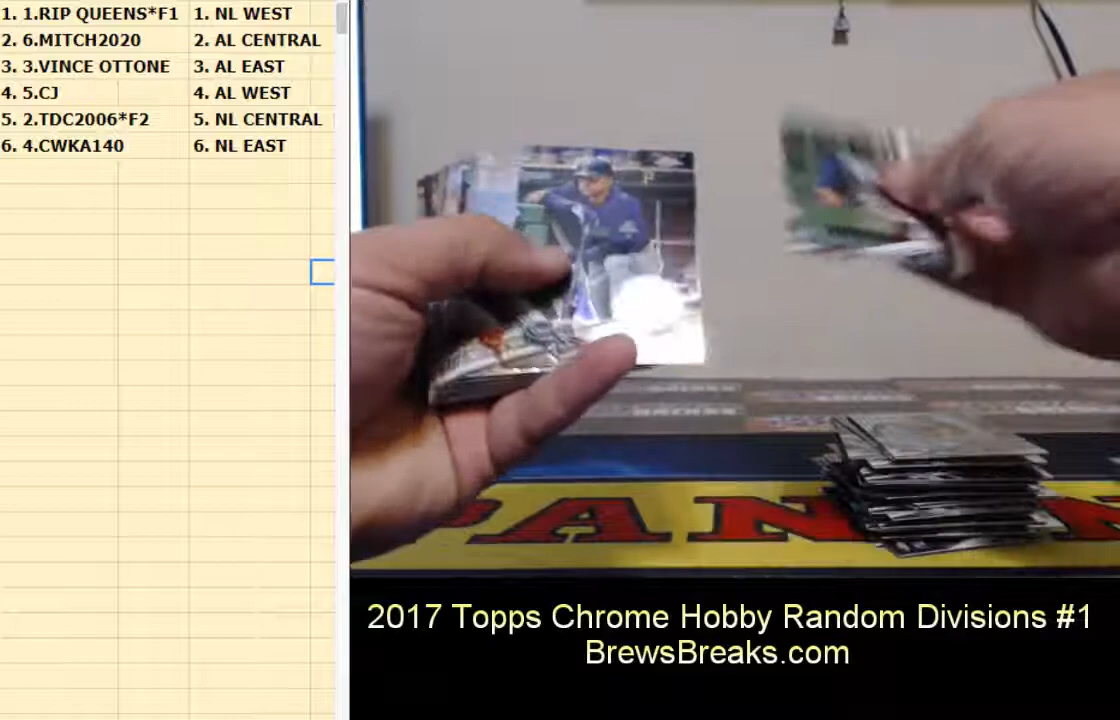 1. 1.RIP QUEENS*F1 1. NL WEST
2. 6.MITCH2020 2. AL CENTRAL
3. 3.VINCE OTTONE 3. AL EAST
4. 5.CJ 4. AL WEST
5. 2.TDC2006*F2 5. NL CENTRAL
6. 4.CWKA140 6. NL EAST
PANIN
2017 Topps Chrome Hobby Random Divisions #1
BrewsBreaks.com